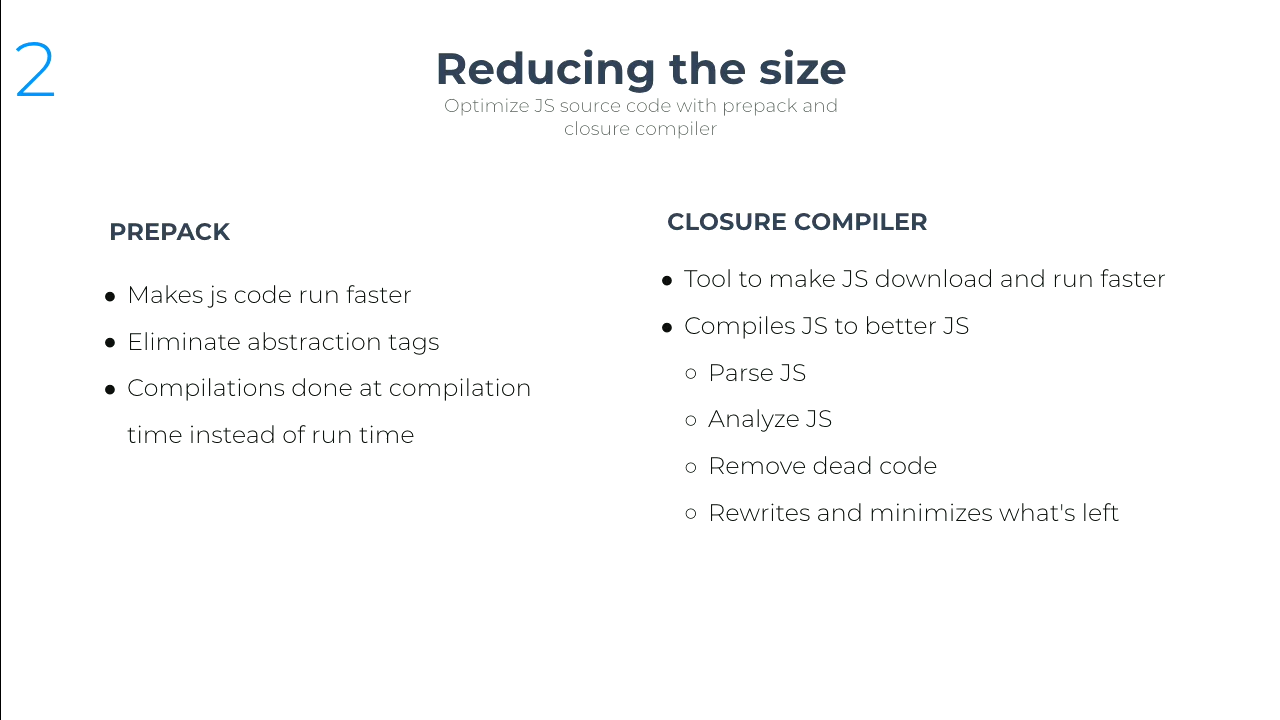 2
Reducing the size
Optimize JS source code with prepack and
closure compiler
PREPACK
● Makes js code run faster
● Eliminate abstraction tags
● Compilations done at compilation
time instead of run time
CLOSURE COMPILER
● Tool to make JS download and run faster
● Compiles JS to better JS
○ Parse JS
○ Analyze JS
○ Remove dead code
○ Rewrites and minimizes what's left